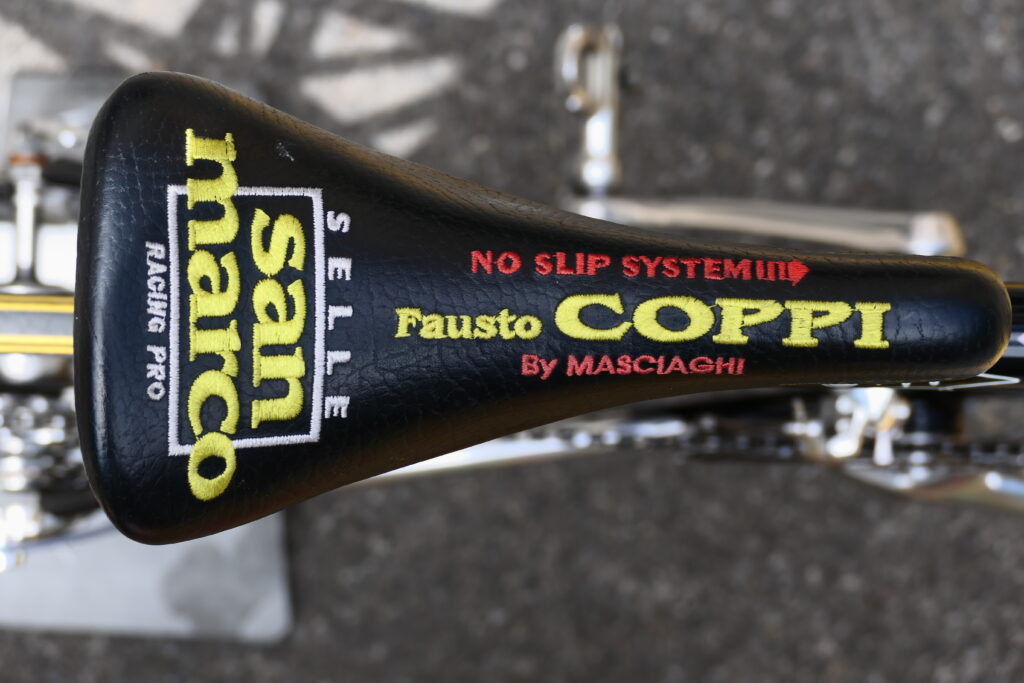 SELLE
san
marco
RACING PRO
NO SLIP SYSTEM
Fausto COPPI
By MASCIAGHI